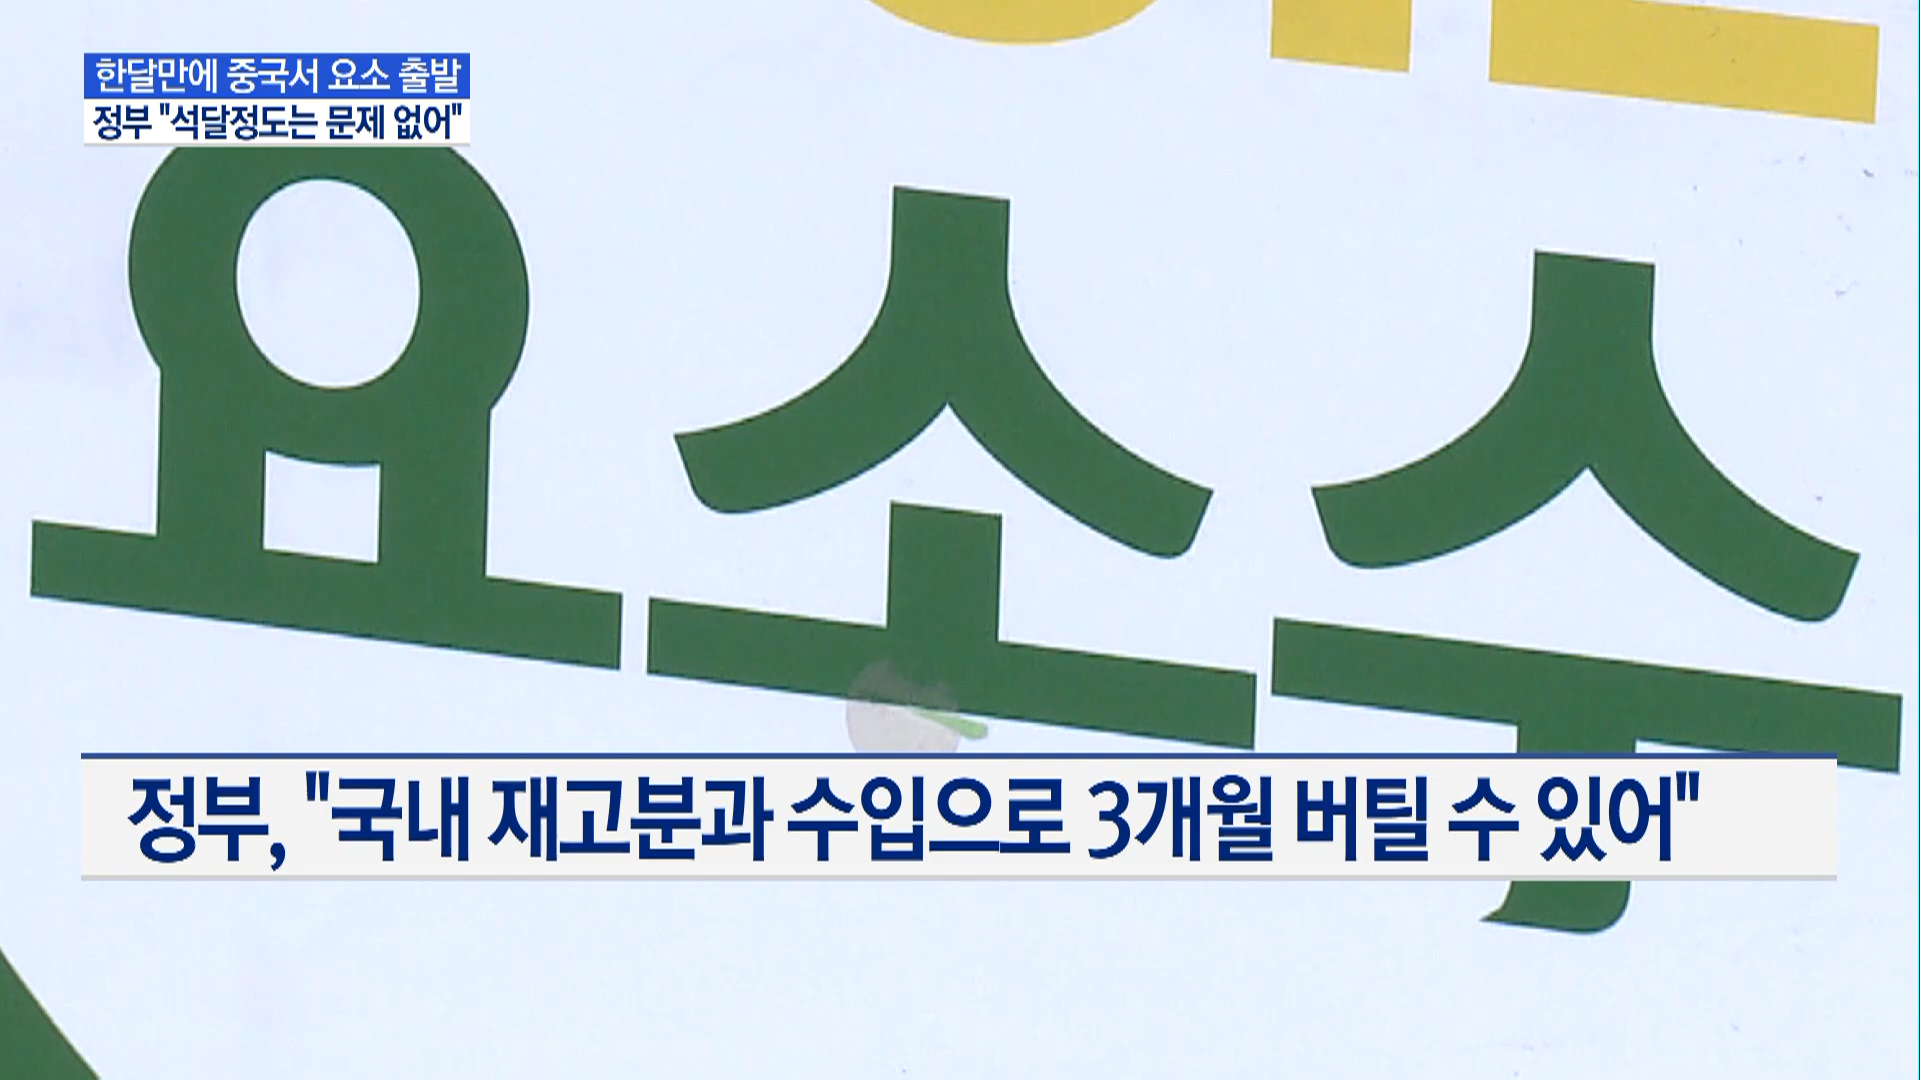 한달만에 중국서 요소 출발
정부 "석달정도는 문제 없어"
요소수
정부, "국내 재고분과 수입으로 3개월 버틸 수 있어"